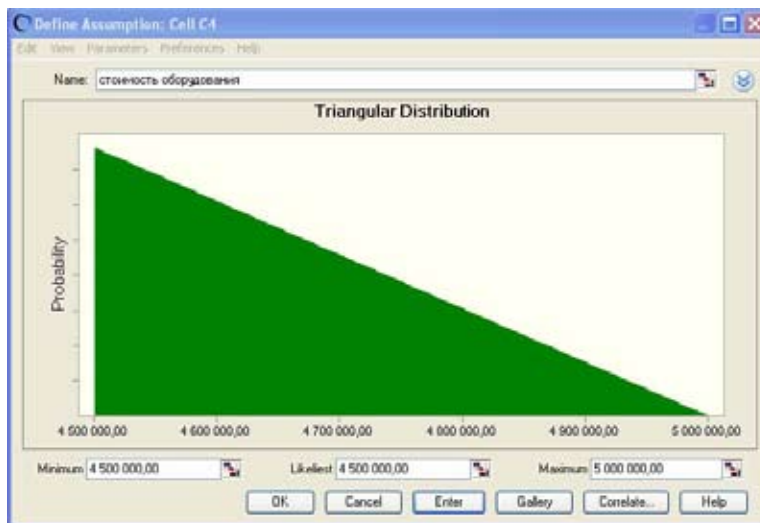 Define Assumption: Cell C4
Edit View Parameters Preferences Help
Name: стоимость оборудования
Triangular Distribution
Probability
4 500 000,00 4 600 000,00 4 700 000,00 4 800 000,00 4 900 000,00 5 000 000,00
Minimum 4 500 000,00 Likeliest 4 500 000,00 Maximum 5 000 000,00
OK Cancel Enter Gallery Correlate... Help